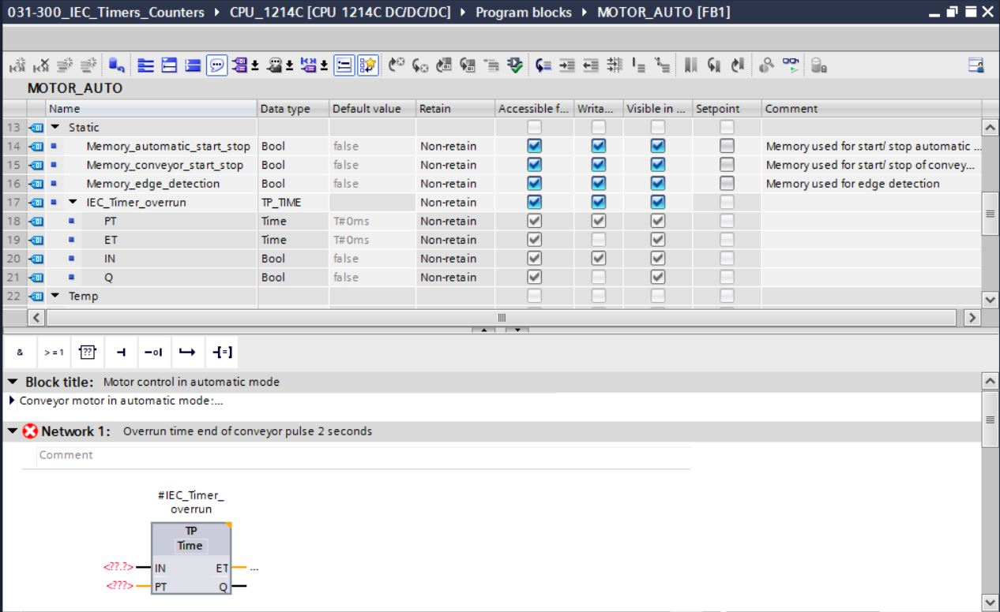 031-300_IEC_Timers_Counters ▸ CPU_1214C [CPU 1214C DC/DC/DC] ▸ Program blocks ▸ MOTOR_AUTO [FB1]
MOTOR_AUTO
Name Data type Default value Retain Accessible f... Writa... Visible in ... Setpoint Comment
13 Static
14 Memory_automatic_start_stop Bool false Non-retain Memory used for start/ stop automatic ...
15 Memory_conveyor_start_stop Bool false Non-retain Memory used for start/ stop of convey...
16 Memory_edge_detection Bool false Non-retain Memory used for edge detection
17 IEC_Timer_overrun TP_TIME Non-retain
18 PT Time T#0ms Non-retain
19 ET Time T#0ms Non-retain
20 IN Bool false Non-retain
21 Q Bool false Non-retain
22 Temp
& >=1 ?? -[=]
Block title: Motor control in automatic mode
Conveyor motor in automatic mode:...
Network 1: Overrun time end of conveyor pulse 2 seconds
Comment
#IEC_Timer_
overrun
TP
Time
<??.?> IN ET ...
<???> PT Q